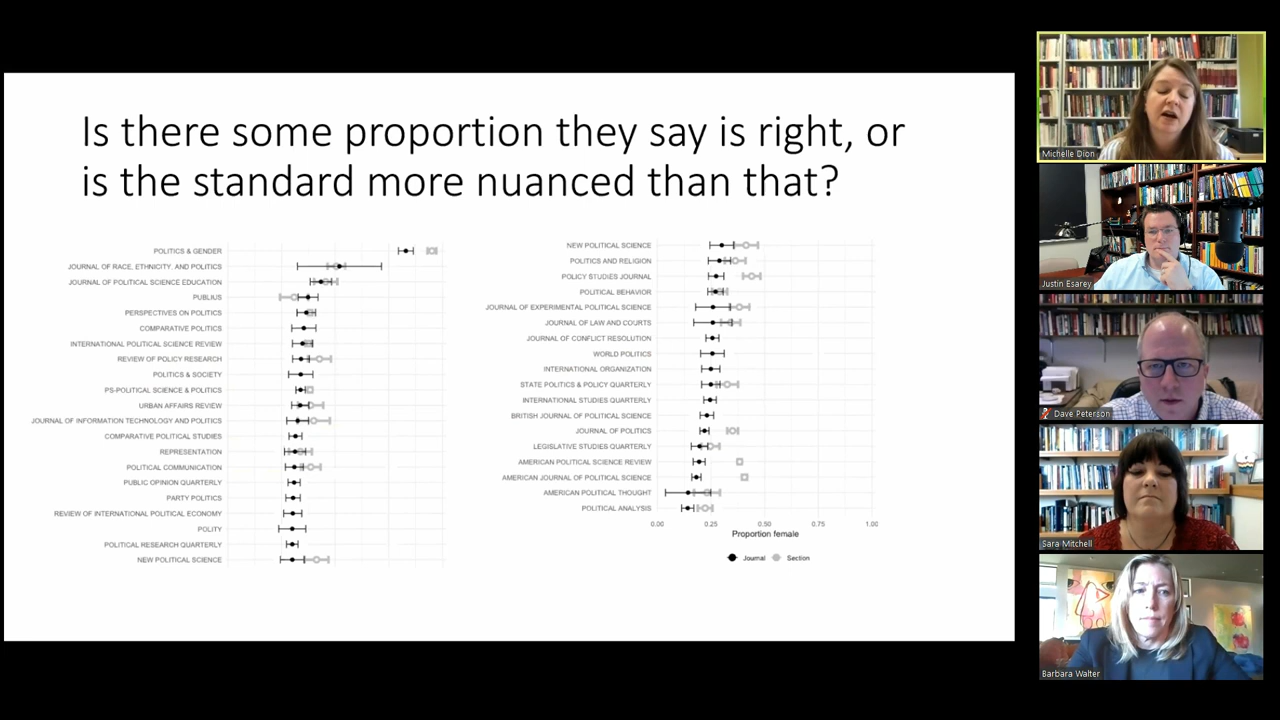 Is there some proportion they say is right, or
is the standard more nuanced than that?
POLITICS & GENDER
JOURNAL OF RACE, ETHNICITY, AND POLITICS
JOURNAL OF POLITICAL SCIENCE EDUCATION
PUBLIUS
PERSPECTIVES ON POLITICS
COMPARATIVE POLITICS
INTERNATIONAL POLITICAL SCIENCE REVIEW
REVIEW OF POLICY RESEARCH
POLITICS & SOCIETY
PS-POLITICAL SCIENCE & POLITICS
URBAN AFFAIRS REVIEW
JOURNAL OF INFORMATION TECHNOLOGY AND POLITICS
COMPARATIVE POLITICAL STUDIES
REPRESENTATION
POLITICAL COMMUNICATION
PUBLIC OPINION QUARTERLY
PARTY POLITICS
REVIEW OF INTERNATIONAL POLITICAL ECONOMY
POLITY
POLITICAL RESEARCH QUARTERLY
NEW POLITICAL SCIENCE
NEW POLITICAL SCIENCE
POLITICS AND RELIGION
POLICY STUDIES JOURNAL
POLITICAL BEHAVIOR
JOURNAL OF EXPERIMENTAL POLITICAL SCIENCE
JOURNAL OF LAW AND COURTS
JOURNAL OF CONFLICT RESOLUTION
WORLD POLITICS
INTERNATIONAL ORGANIZATION
STATE POLITICS & POLICY QUARTERLY
INTERNATIONAL STUDIES QUARTERLY
BRITISH JOURNAL OF POLITICAL SCIENCE
JOURNAL OF POLITICS
LEGISLATIVE STUDIES QUARTERLY
AMERICAN POLITICAL SCIENCE REVIEW
AMERICAN JOURNAL OF POLITICAL SCIENCE
AMERICAN POLITICAL THOUGHT
POLITICAL ANALYSIS
0.00 0.25 0.50 0.75 1.00
Proportion female
Journal Section
Michelle Dion
Justin Esarey
Dave Peterson
Sara Mitchell
Barbara Walter